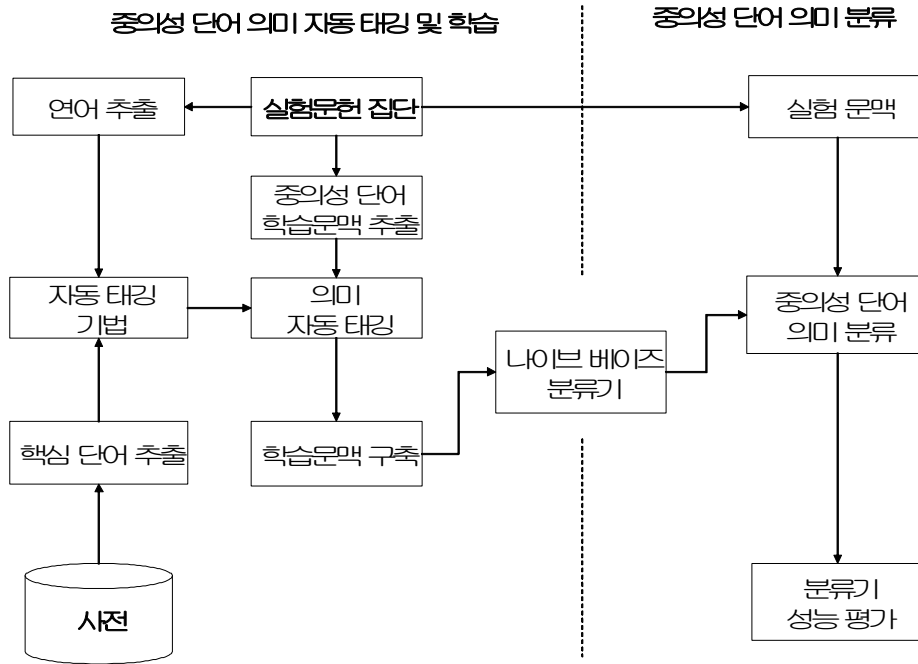 중의성 단어 의미 자동 태깅 및 학습
중의성 단어 의미 분류
연어 추출
실험문헌 집단
실험 문맥
중의성 단어
학습문맥 추출
자동 태깅
기법
의미
자동 태깅
중의성 단어
의미 분류
나이브 베이즈
분류기
핵심 단어 추출
학습문맥 구축
사전
분류기
성능 평가